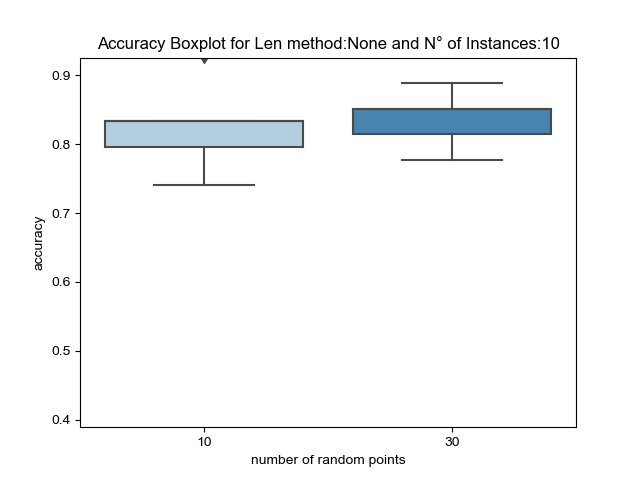 Accuracy Boxplot for Len method:None and N° of Instances:10
0.9
0.8
0.7
0.6
0.5
0.4
accuracy
10 30
number of random points